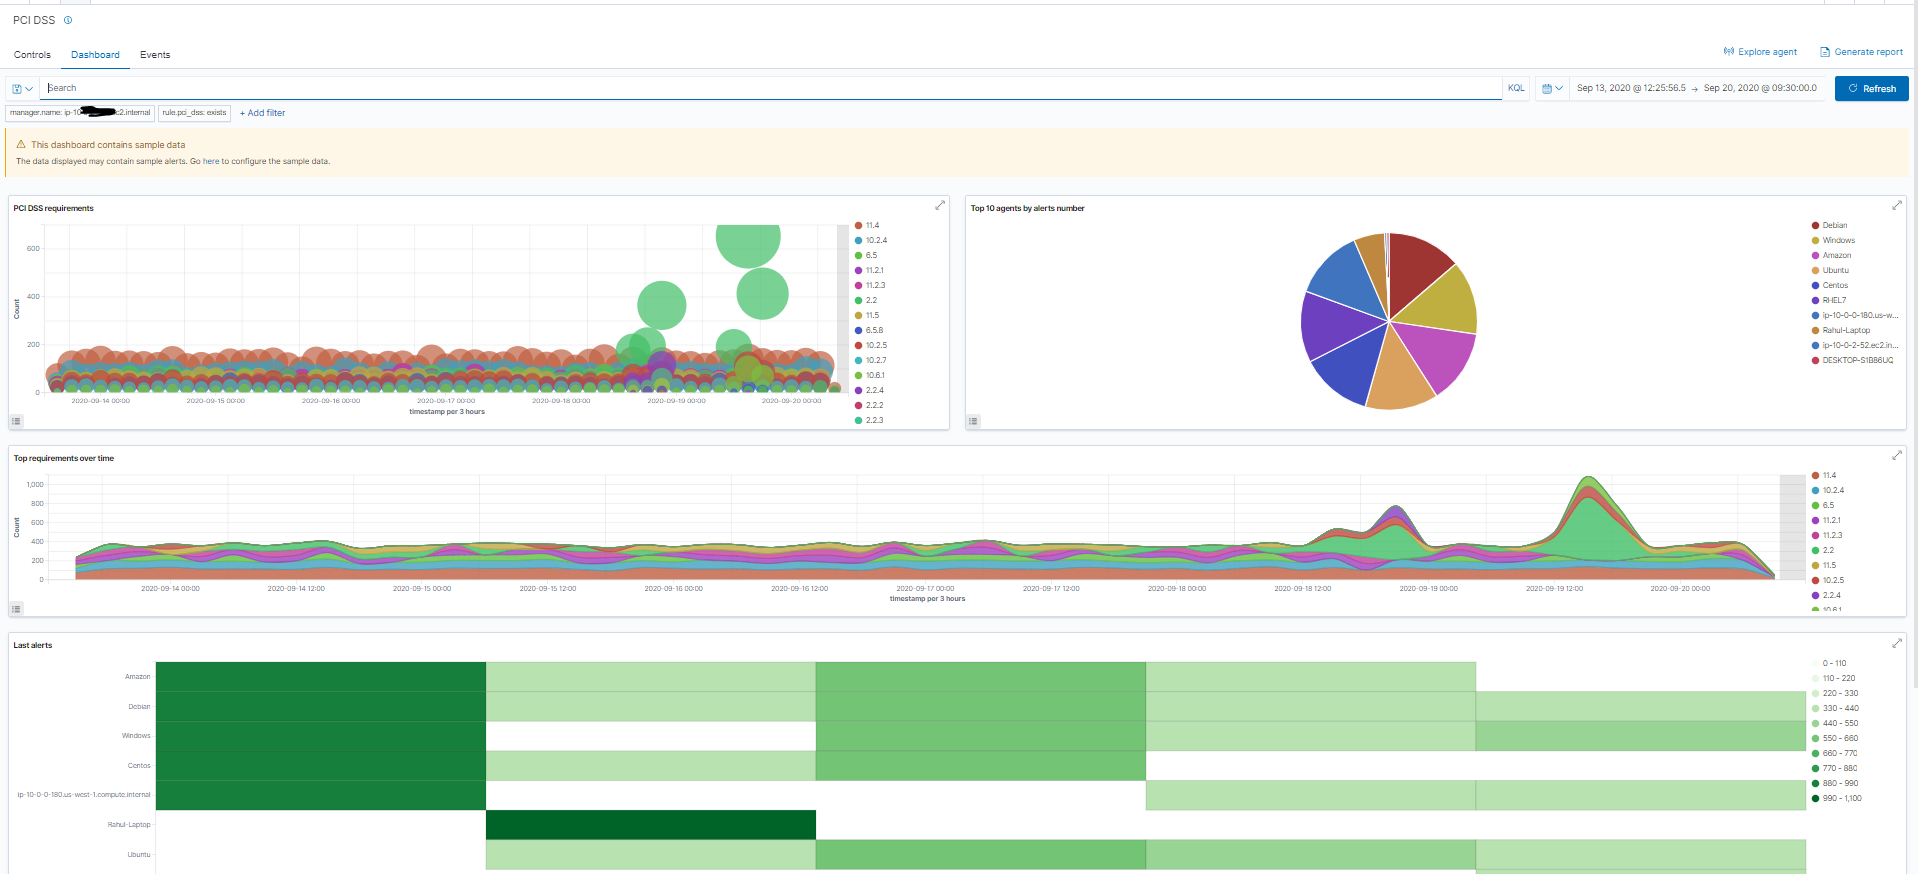 PCI DSS
Controls Dashboard Events
Explore agent Generate report
Search
KQL
Sep 13, 2020 @ 12:25:56.5 → Sep 20, 2020 @ 09:30:00.0
Refresh
manager.name: ip-10 c2.internal rule.pci_dss: exists + Add filter
This dashboard contains sample data
The data displayed may contain sample alerts. Go here to configure the sample data.
PCI DSS requirements
600
400
200
0
Count
2020-09-14 00:00 2020-09-15 00:00 2020-09-16 00:00 2020-09-17 00:00 2020-09-18 00:00 2020-09-19 00:00 2020-09-20 00:00
timestamp per 3 hours
11.4
10.2.4
6.5
11.2.1
11.2.3
2.2
11.5
6.5.8
10.2.5
10.2.7
10.6.1
2.2.4
2.2.2
2.2.3
Top 10 agents by alerts number
Debian
Windows
Amazon
Ubuntu
Centos
RHEL7
ip-10-0-0-180.us-w...
Rahul-Laptop
ip-10-0-2-52.ec2.in...
DESKTOP-S1B86UQ
Top requirements over time
1,000
800
600
400
200
0
Count
2020-09-14 00:00 2020-09-14 12:00 2020-09-15 00:00 2020-09-15 12:00 2020-09-16 00:00 2020-09-16 12:00 2020-09-17 00:00 2020-09-17 12:00 2020-09-18 00:00 2020-09-18 12:00 2020-09-19 00:00 2020-09-19 12:00 2020-09-20 00:00
timestamp per 3 hours
11.4
10.2.4
6.5
11.2.1
11.2.3
2.2
11.5
10.2.5
2.2.4
10.6.1
Last alerts
Amazon
Debian
Windows
Centos
ip-10-0-0-180.us-west-1.compute.internal
Rahul-Laptop
Ubuntu
0 - 110
110 - 220
220 - 330
330 - 440
440 - 550
550 - 660
660 - 770
770 - 880
880 - 990
990 - 1,100